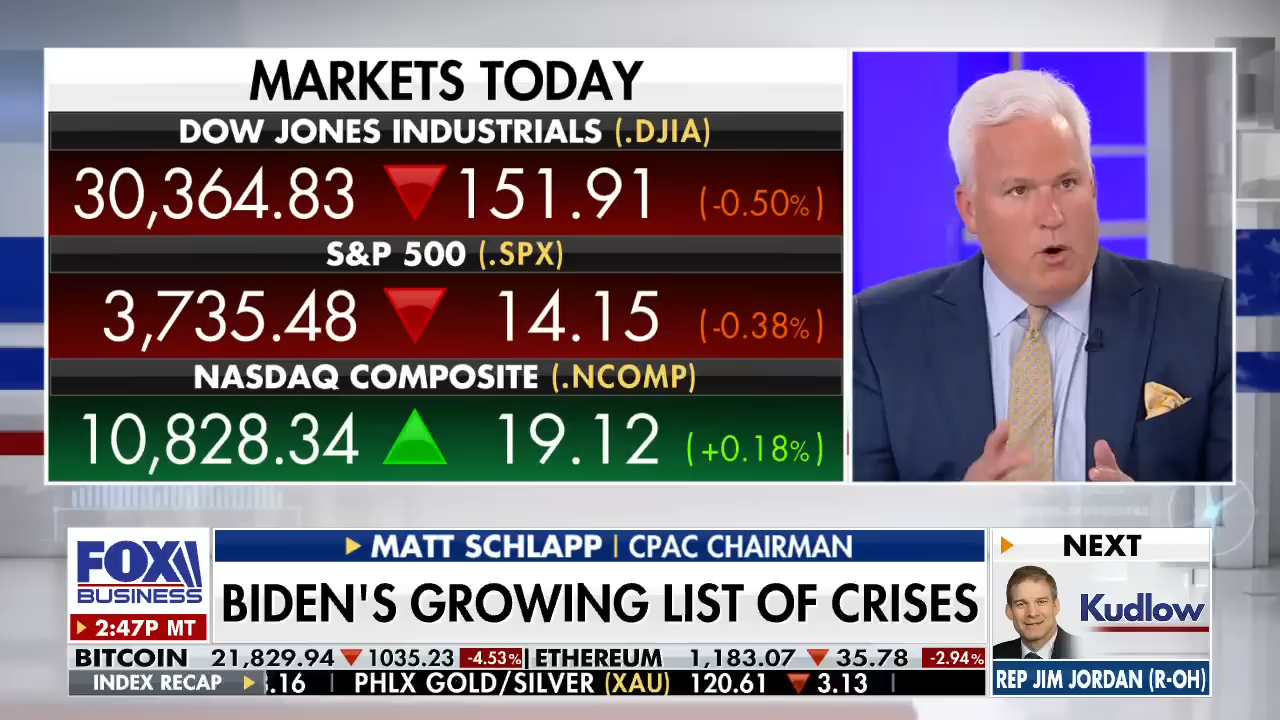 MARKETS TODAY
DOW JONES INDUSTRIALS (.DJIA)
30,364.83 ▼ 151.91 (-0.50%)
S&P 500 (.SPX)
3,735.48 ▼ 14.15 (-0.38%)
NASDAQ COMPOSITE (.NCOMP)
10,828.34 ▲ 19.12 (+0.18%)
FOX
BUSINESS
2:47P MT
MATT SCHLAPP | CPAC CHAIRMAN
BIDEN'S GROWING LIST OF CRISES
NEXT
Kudlow
REP JIM JORDAN (R-OH)
BITCOIN 21,829.94 ▼ 1035.23 -4.53% | ETHEREUM 1,183.07 ▼ 35.78 -2.94%
INDEX RECAP .16 | PHLX GOLD/SILVER (XAU) 120.61 ▼ 3.13 |